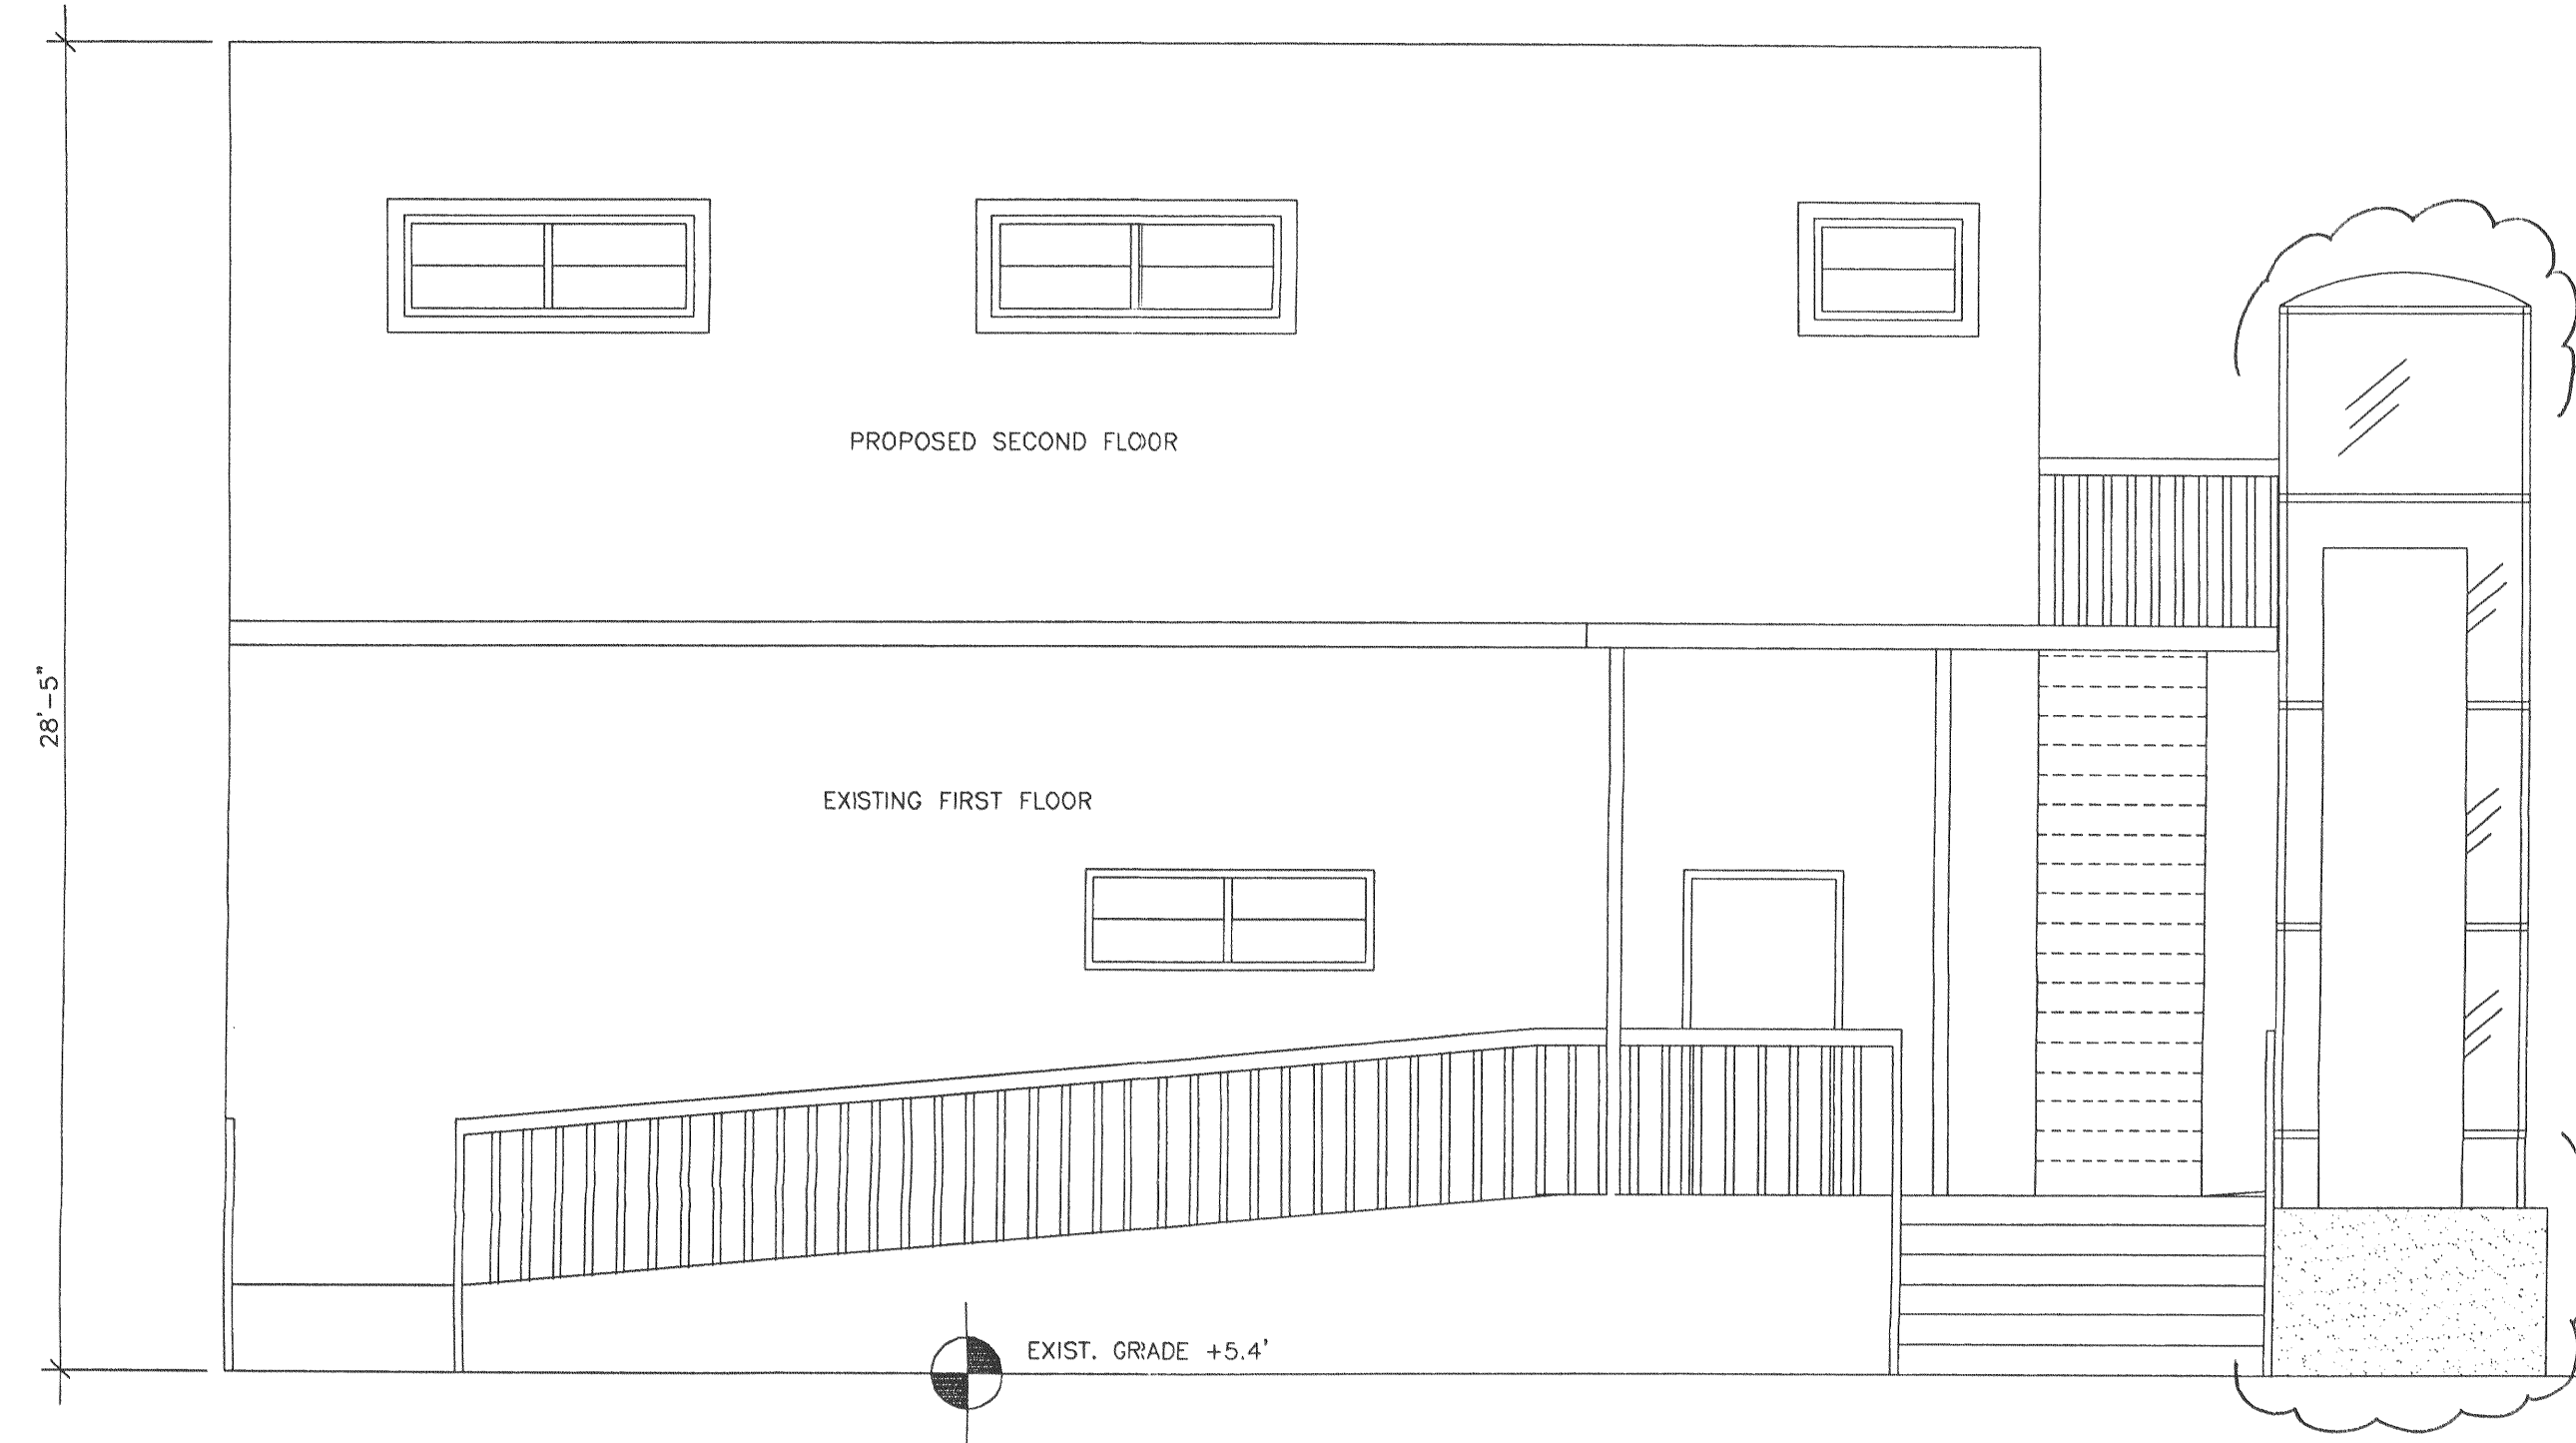 PROPOSED SECOND FLOOR
28'-5"
EXISTING FIRST FLOOR
EXIST. GRADE +5.4'